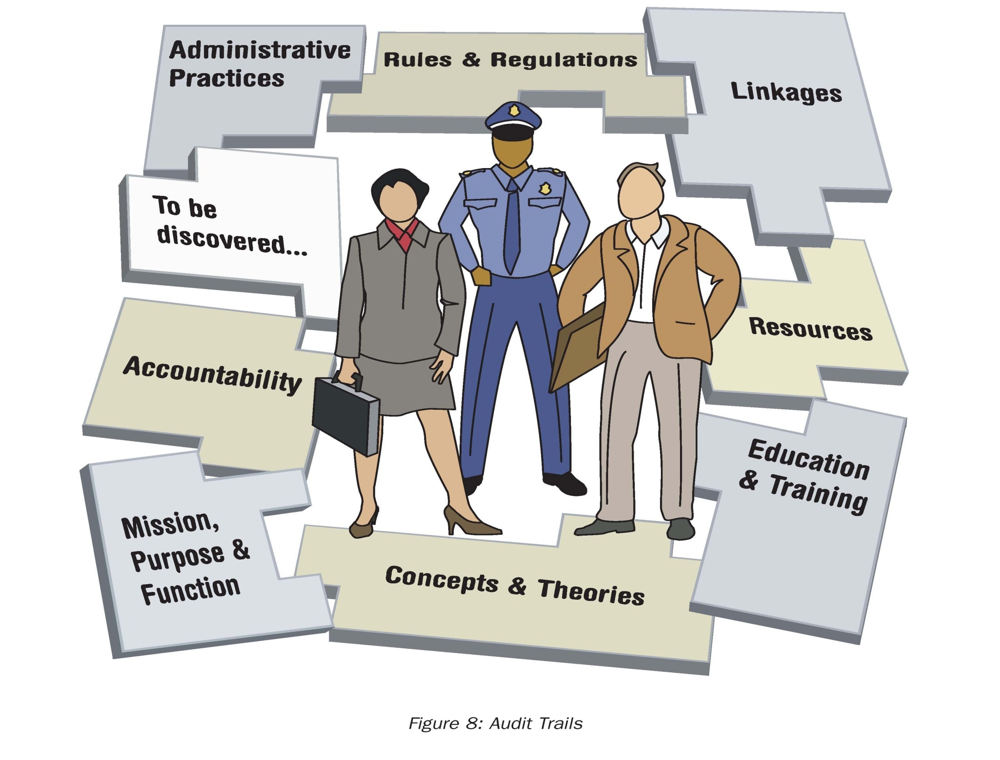 Administrative
Practices
Rules & Regulations
Linkages
To be
discovered...
Accountability
Resources
Education
& Training
Mission,
Purpose &
Function
Concepts & Theories
Figure 8: Audit Trails